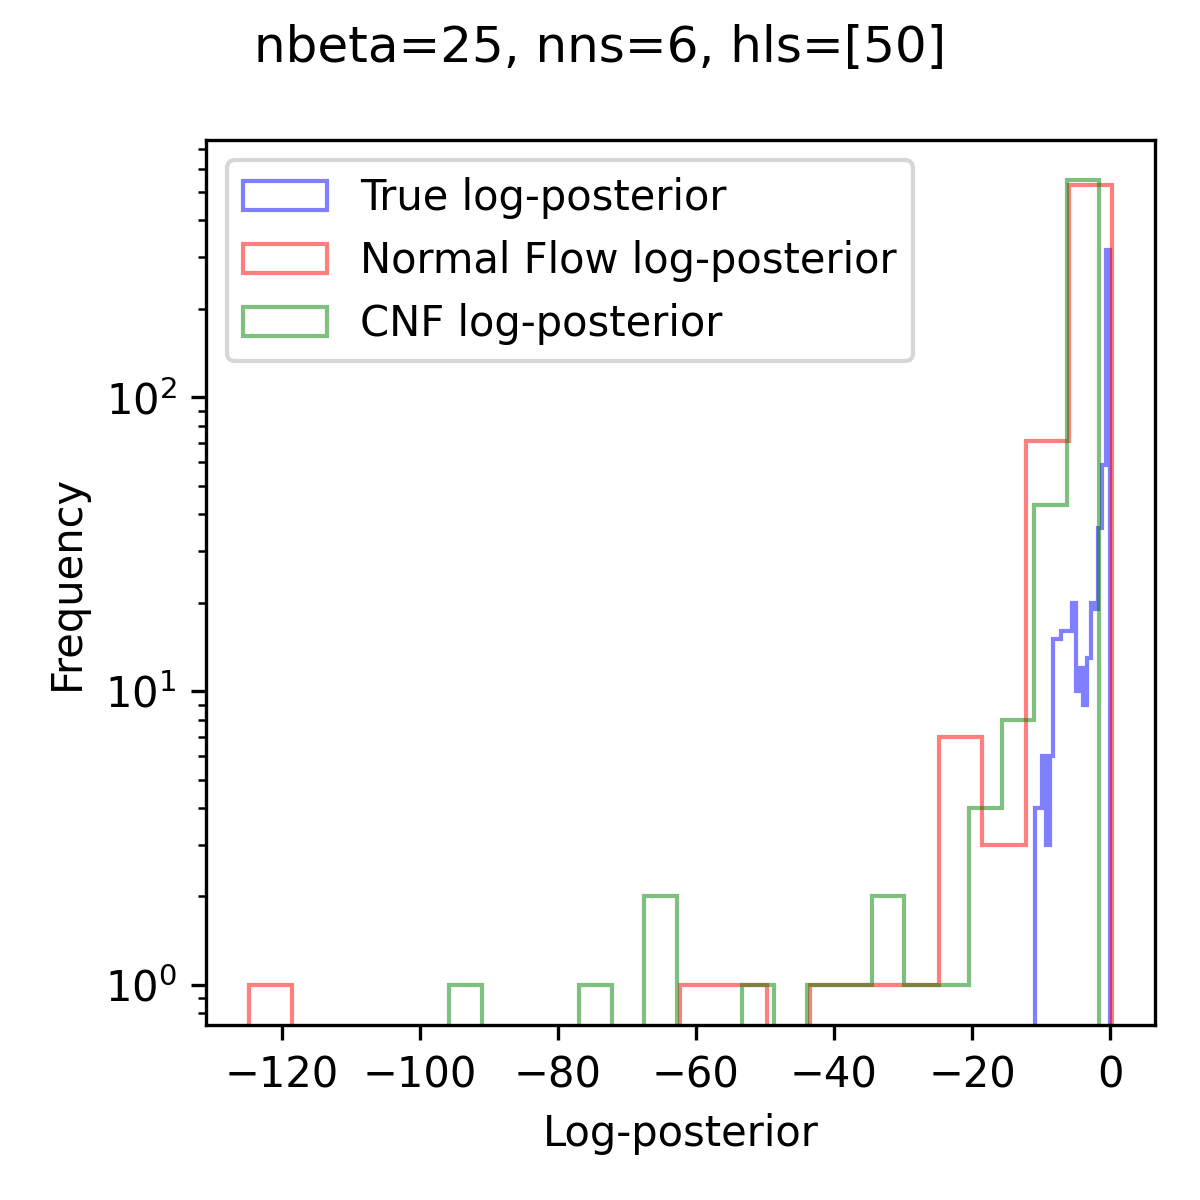 nbeta=25, nns=6, hls=[50]
True log-posterior
Normal Flow log-posterior
CNF log-posterior
10²
10¹
10⁰
Frequency
−120 −100 −80 −60 −40 −20 0
Log-posterior